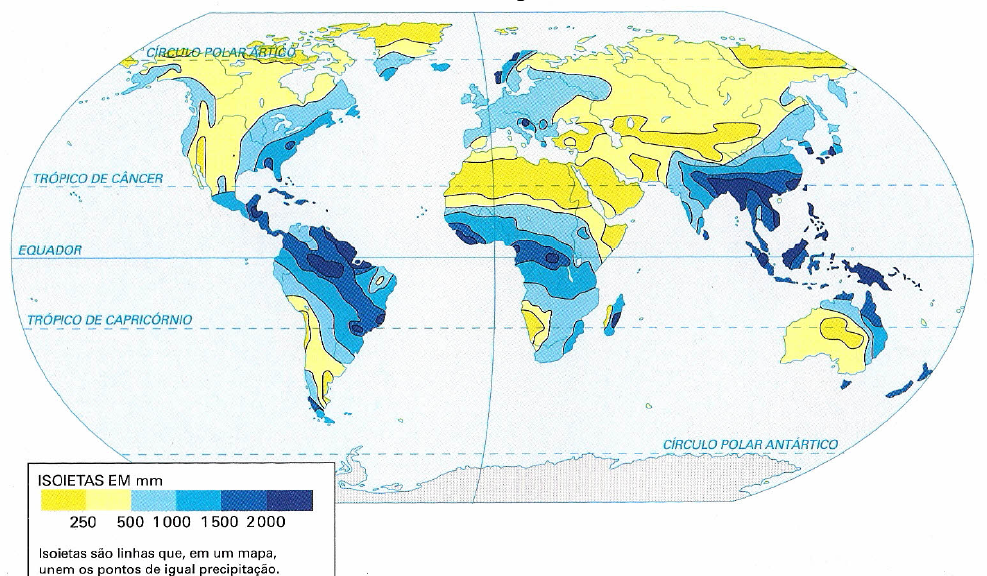 CÍRCULO POLAR ÁRTICO
TRÓPICO DE CÂNCER
EQUADOR
TRÓPICO DE CAPRICÓRNIO
CÍRCULO POLAR ANTÁRTICO
ISOIETAS EM mm
250 500 1000 1500 2000
Isoietas são linhas que, em um mapa,
unem os pontos de igual precipitação.